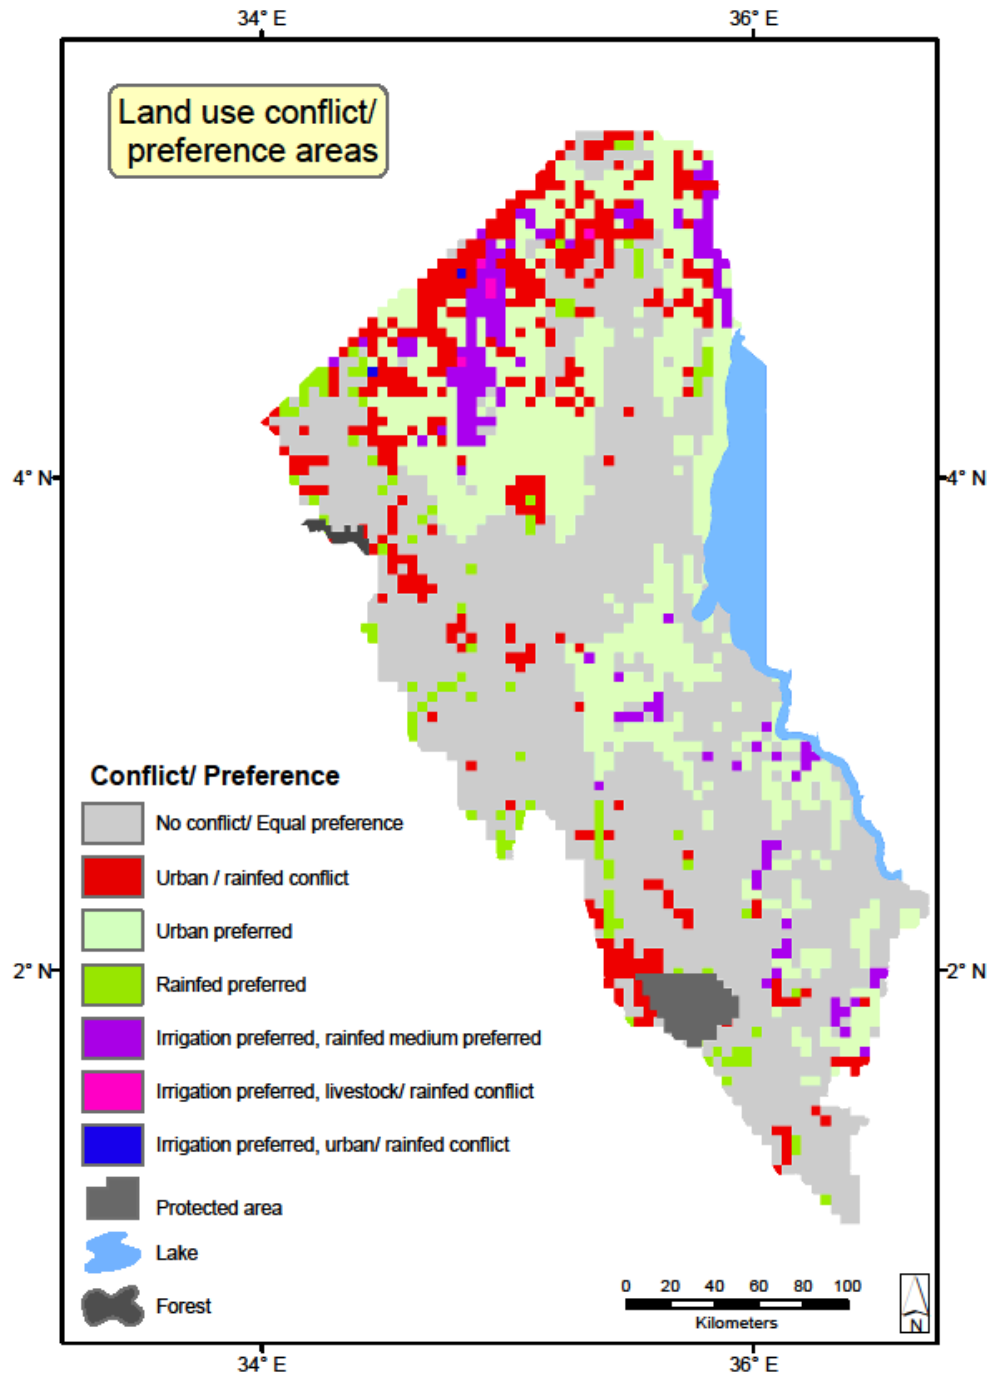 34° E 36° E
Land use conflict/
preference areas
4° N 4° N
Conflict/ Preference
No conflict/ Equal preference
Urban / rainfed conflict
Urban preferred
2° N 2° N
Rainfed preferred
Irrigation preferred, rainfed medium preferred
Irrigation preferred, livestock/ rainfed conflict
Irrigation preferred, urban/ rainfed conflict
Protected area
Lake
Forest
0 20 40 60 80 100
Kilometers
N
34° E 36° E